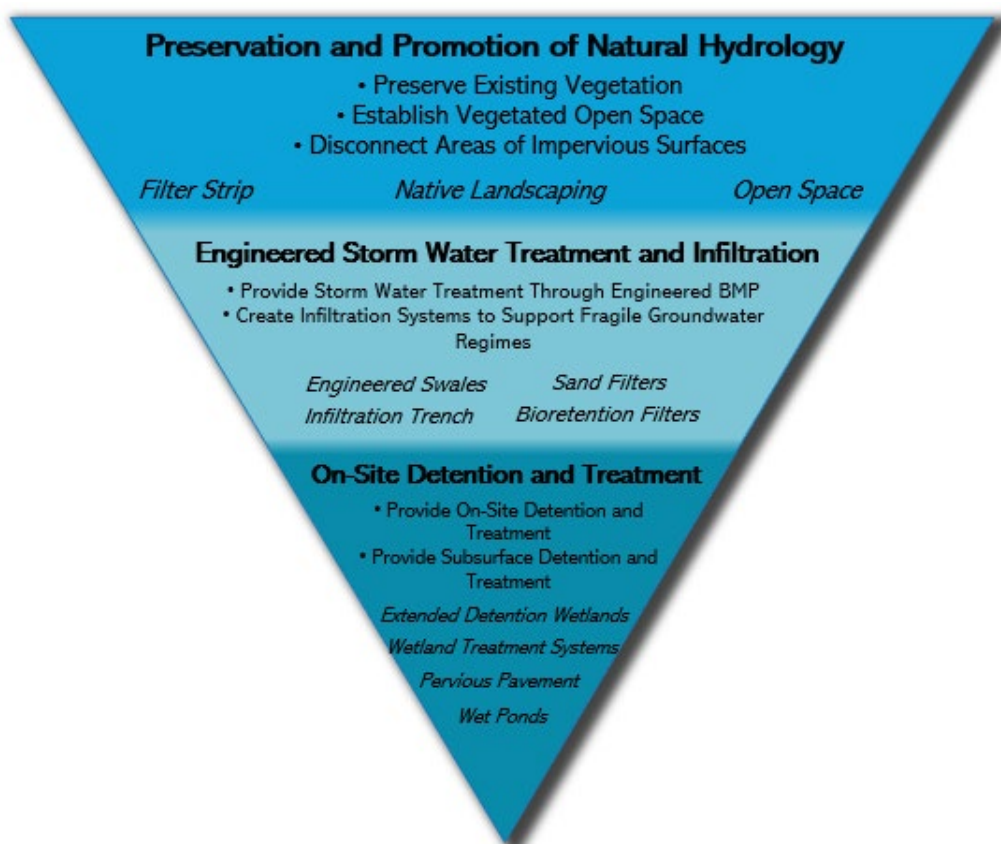 Preservation and Promotion of Natural Hydrology
• Preserve Existing Vegetation
• Establish Vegetated Open Space
• Disconnect Areas of Impervious Surfaces
Filter Strip Native Landscaping Open Space
Engineered Storm Water Treatment and Infiltration
• Provide Storm Water Treatment Through Engineered BMP
• Create Infiltration Systems to Support Fragile Groundwater
Regimes
Engineered Swales Sand Filters
Infiltration Trench Bioretention Filters
On-Site Detention and Treatment
• Provide On-Site Detention and
Treatment
• Provide Subsurface Detention and
Treatment
Extended Detention Wetlands
Wetland Treatment Systems
Pervious Pavement
Wet Ponds